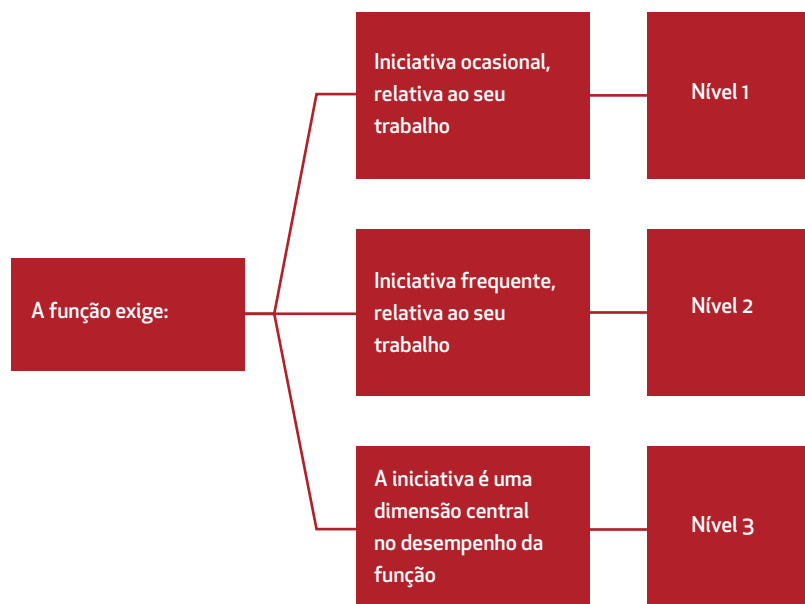 A função exige:
Iniciativa ocasional,
relativa ao seu
trabalho
Nível 1
Iniciativa frequente,
relativa ao seu
trabalho
Nível 2
A iniciativa é uma
dimensão central
no desempenho da
função
Nível 3